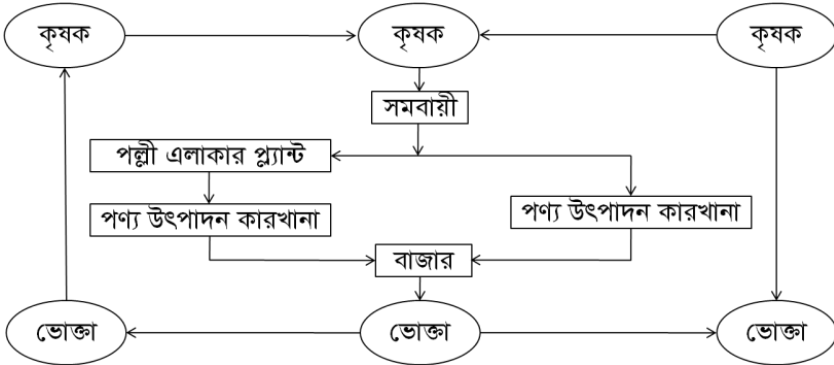 কৃষক
কৃষক
কৃষক
সমবায়ী
পল্লী এলাকার প্ল্যান্ট
পণ্য উৎপাদন কারখানা
পণ্য উৎপাদন কারখানা
বাজার
ভোক্তা
ভোক্তা
ভোক্তা